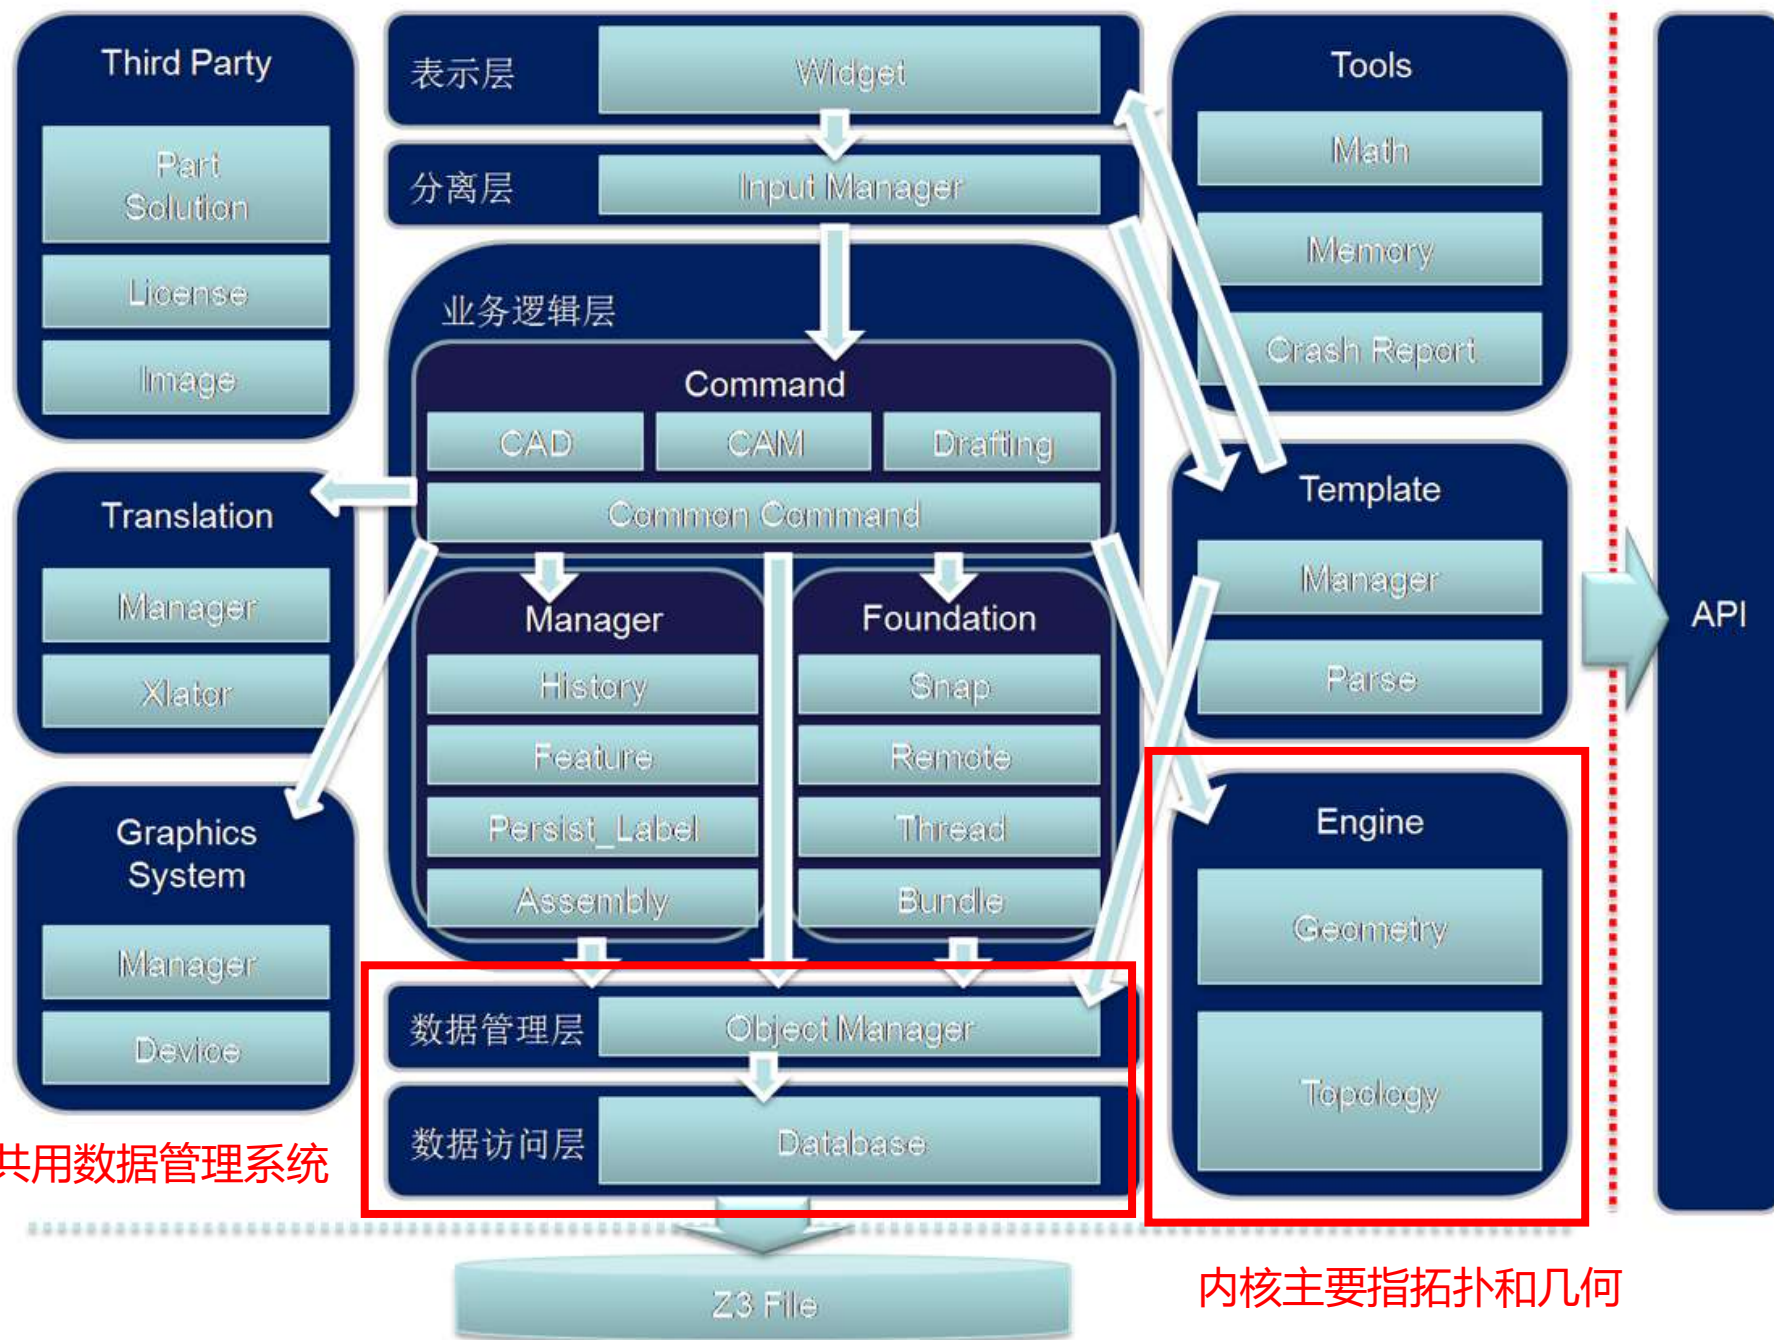 Third Party
Part
Solution
License
Image
Translation
Manager
Xlator
Graphics
System
Manager
Device
共用数据管理系统
表示层
Widget
分离层
Input Manager
业务逻辑层
Command
CAD
CAM
Drafting
Common Command
Manager
History
Feature
Persist_Label
Assembly
Foundation
Snap
Remote
Thread
Bundle
数据管理层
Object Manager
数据访问层
Database
Z3 File
Tools
Math
Memory
Crash Report
Template
Manager
Parse
Engine
Geometry
Topology
内核主要指拓扑和几何
API